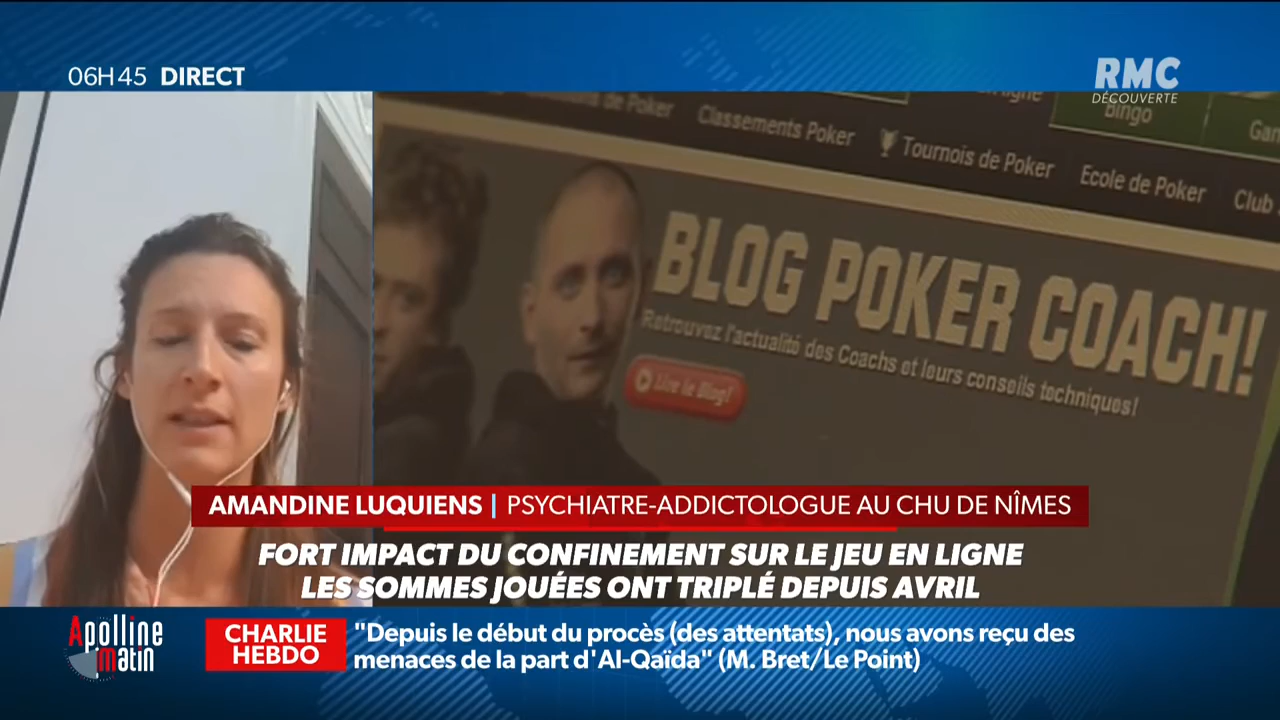 06H45 DIRECT
RMC
DÉCOUVERTE
de Poker
Classements Poker
Tournois de Poker
Ecole de Poker
Club
Bingo
BLOG POKER COACH!
Retrouvez l'actualité des Coachs et leurs conseils techniques!
Lire le Blog!
AMANDINE LUQUIENS | PSYCHIATRE-ADDICTOLOGUE AU CHU DE NÎMES
FORT IMPACT DU CONFINEMENT SUR LE JEU EN LIGNE
LES SOMMES JOUÉES ONT TRIPLÉ DEPUIS AVRIL
Apolline
Matin
CHARLIE
HEBDO
"Depuis le début du procès (des attentats), nous avons reçu des
menaces de la part d'Al-Qaïda" (M. Bret/Le Point)